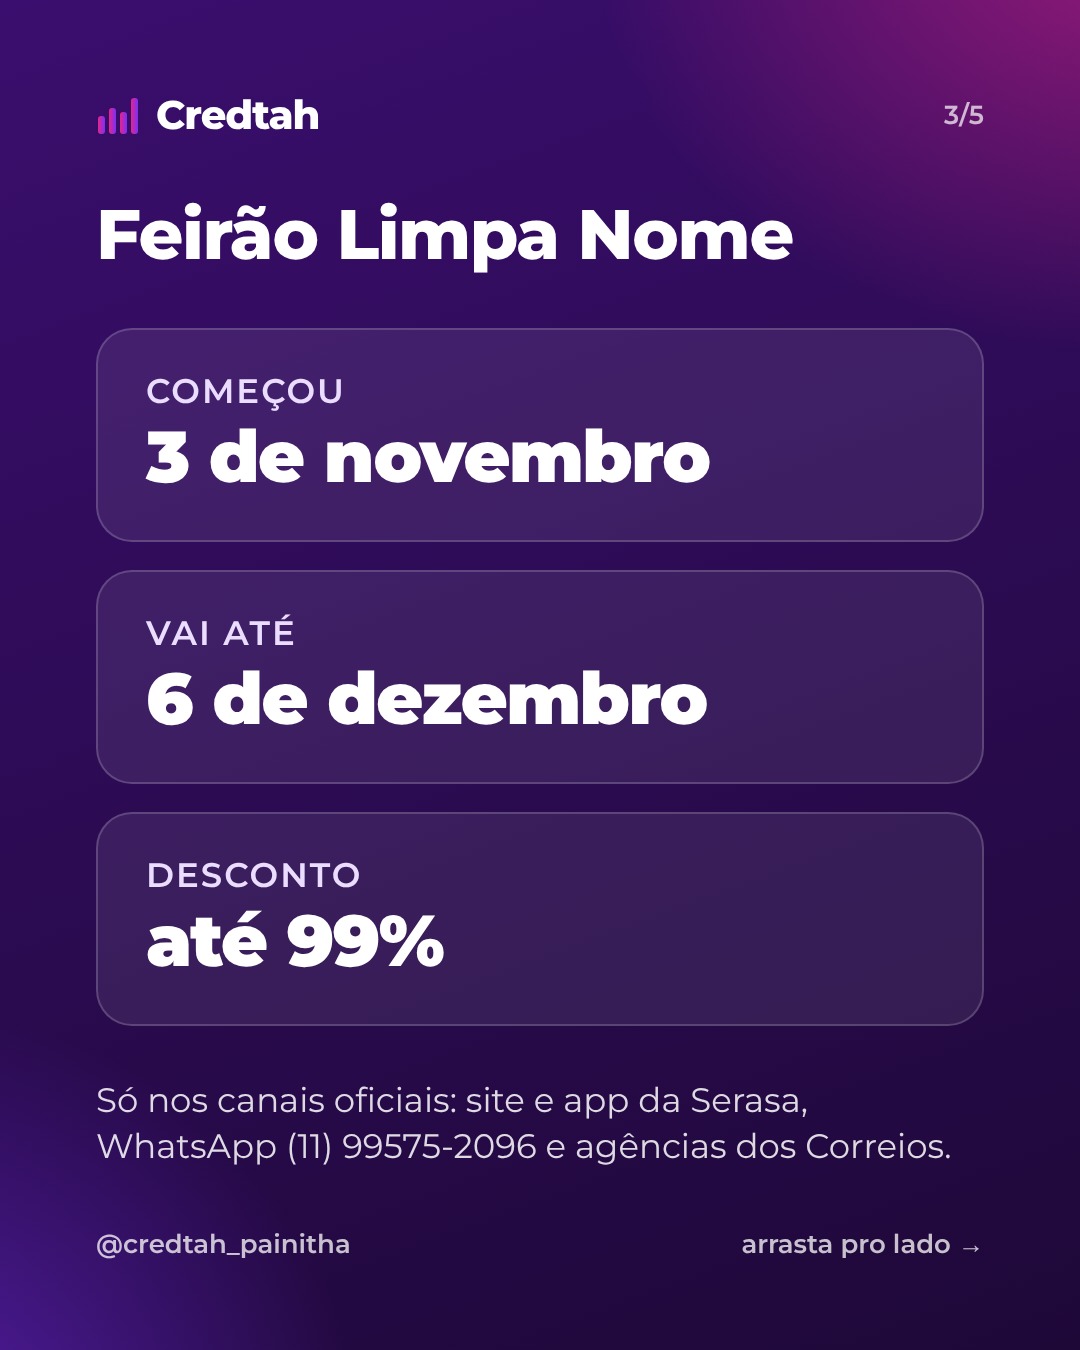 Credtah
3/5
Feirão Limpa Nome
COMEÇOU
3 de novembro
VAI ATÉ
6 de dezembro
DESCONTO
até 99%
Só nos canais oficiais: site e app da Serasa,
WhatsApp (11) 99575-2096 e agências dos Correios.
@credtah_painitha
arrasta pro lado →